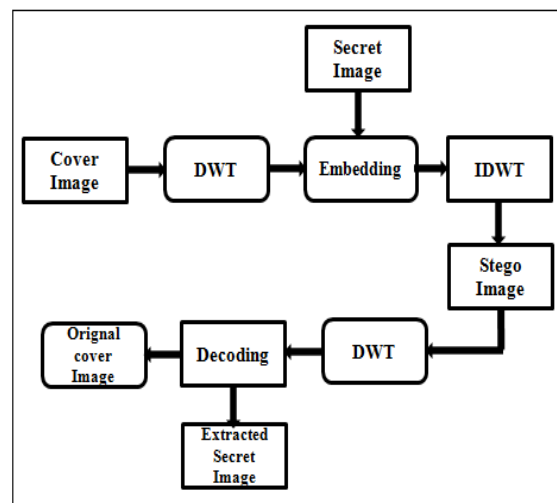 Secret
Image
Cover
Image
DWT
Embedding
IDWT
Stego
Image
DWT
Decoding
Orignal
cover
Image
Extracted
Secret
Image